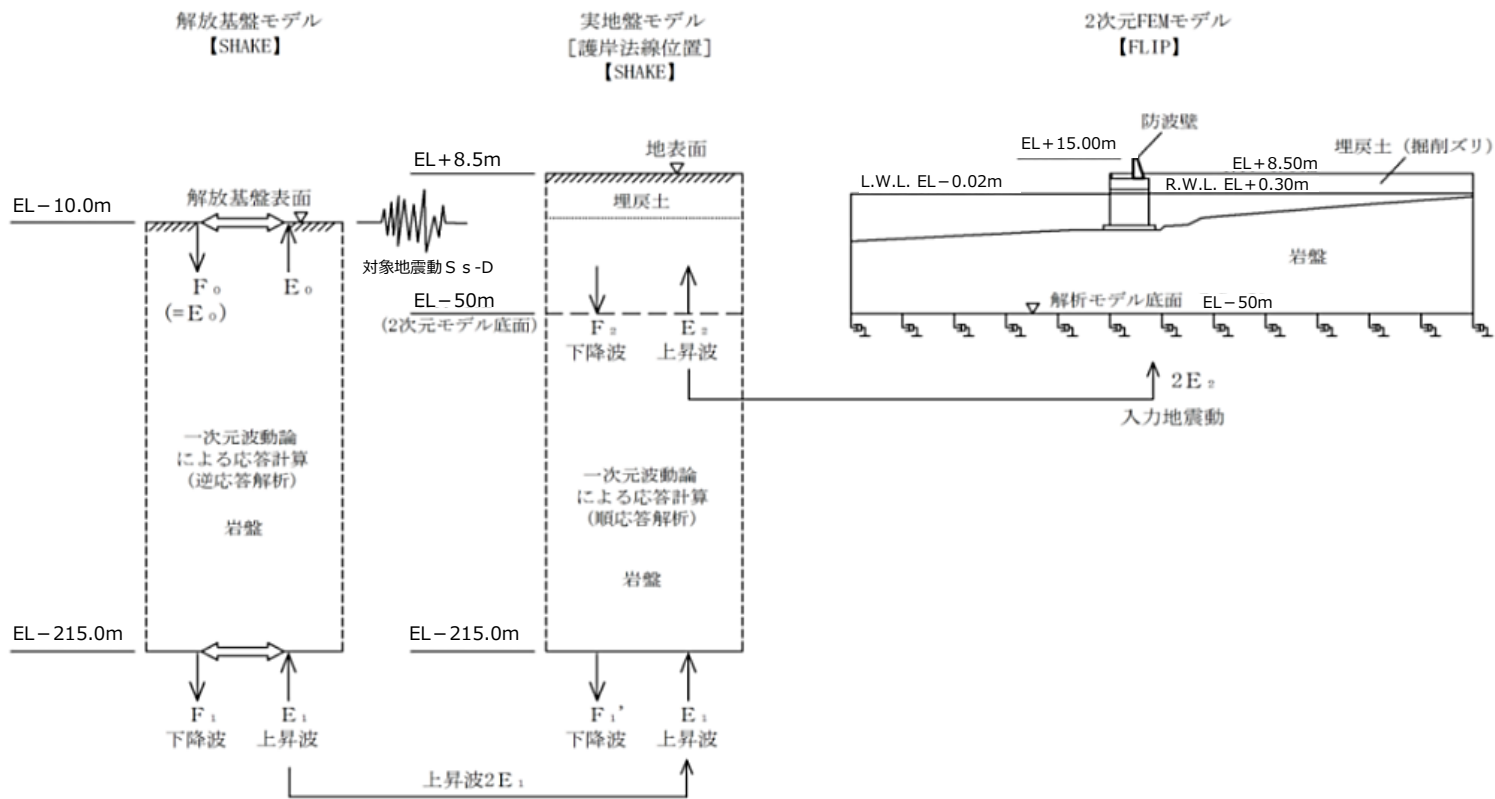 解放基盤モデル
【SHAKE】
EL－10.0m
解放基盤表面
F₀
(=E₀)
E₀
対象地震動Ｓｓ-D
一次元波動論
による応答計算
(逆応答解析)
岩盤
EL－215.0m
F₁
下降波
E₁
上昇波
上昇波2E₁
実地盤モデル
［護岸法線位置］
【SHAKE】
EL＋8.5m
地表面
埋戻土
EL－50m
(2次元モデル底面)
F₂
下降波
E₂
上昇波
一次元波動論
による応答計算
(順応答解析)
岩盤
EL－215.0m
F₁’
下降波
E₁
上昇波
2次元FEMモデル
【FLIP】
防波壁
EL＋15.00m
埋戻土（掘削ズリ）
EL＋8.50m
L.W.L. EL－0.02m
R.W.L. EL＋0.30m
岩盤
解析モデル底面 EL－50m
2E₂
入力地震動